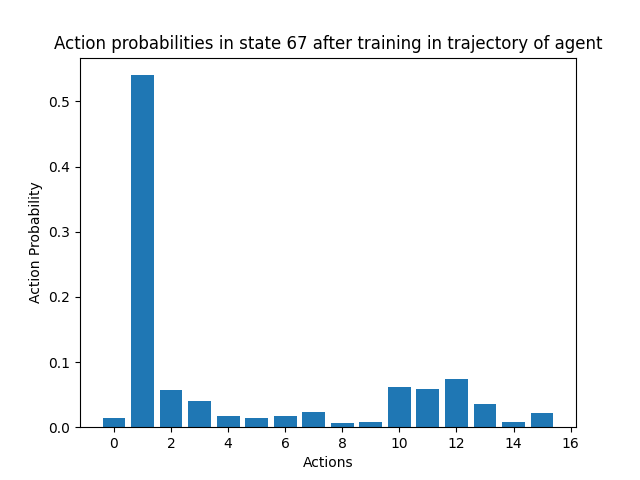 Action probabilities in state 67 after training in trajectory of agent
Action Probability
0.5
0.4
0.3
0.2
0.1
0.0
0 2 4 6 8 10 12 14 16
Actions